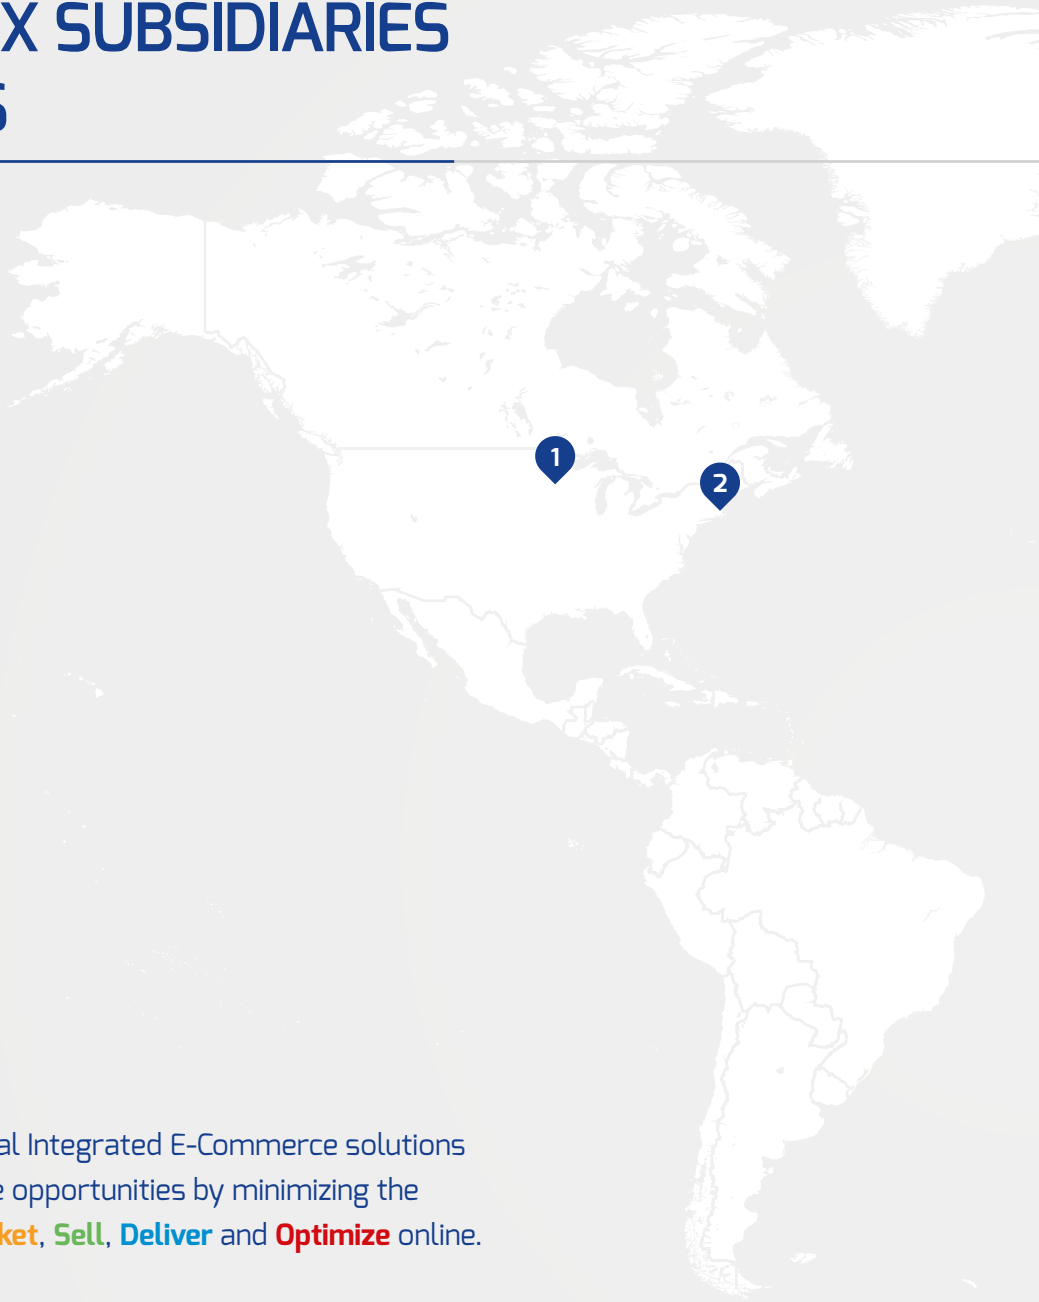 X SUBSIDIARIES
S
1
2
al Integrated E-Commerce solutions
e opportunities by minimizing the
ket, Sell, Deliver and Optimize online.